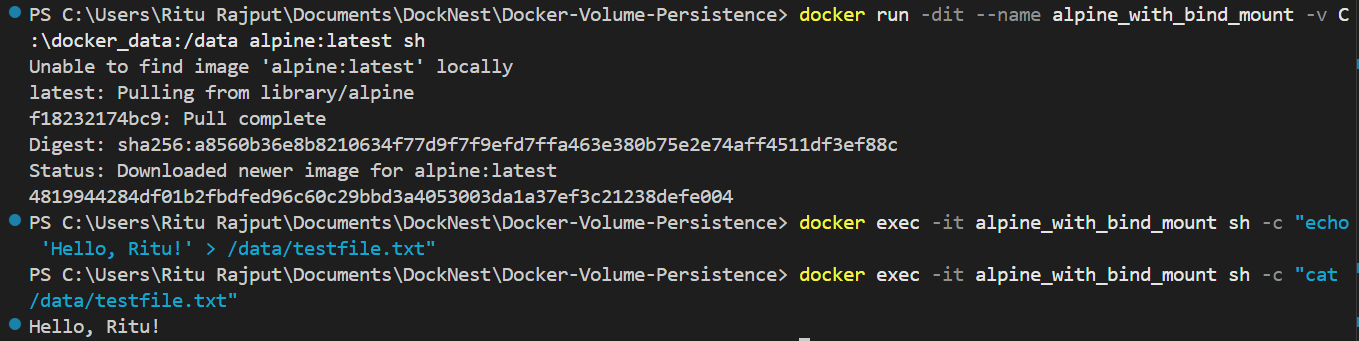 PS C:\Users\Ritu Rajput\Documents\DockNest\Docker-Volume-Persistence> docker run -dit --name alpine_with_bind_mount -v C
:\docker_data:/data alpine:latest sh
Unable to find image 'alpine:latest' locally
latest: Pulling from library/alpine
f18232174bc9: Pull complete
Digest: sha256:a8560b36e8b8210634f77d9f7f9efd7ffa463e380b75e2e74aff4511df3ef88c
Status: Downloaded newer image for alpine:latest
4819944284df01b2fbdfed96c60c29bbd3a4053003da1a37ef3c21238defe004
PS C:\Users\Ritu Rajput\Documents\DockNest\Docker-Volume-Persistence> docker exec -it alpine_with_bind_mount sh -c "echo
 'Hello, Ritu!' > /data/testfile.txt"
PS C:\Users\Ritu Rajput\Documents\DockNest\Docker-Volume-Persistence> docker exec -it alpine_with_bind_mount sh -c "cat
/data/testfile.txt"
Hello, Ritu!